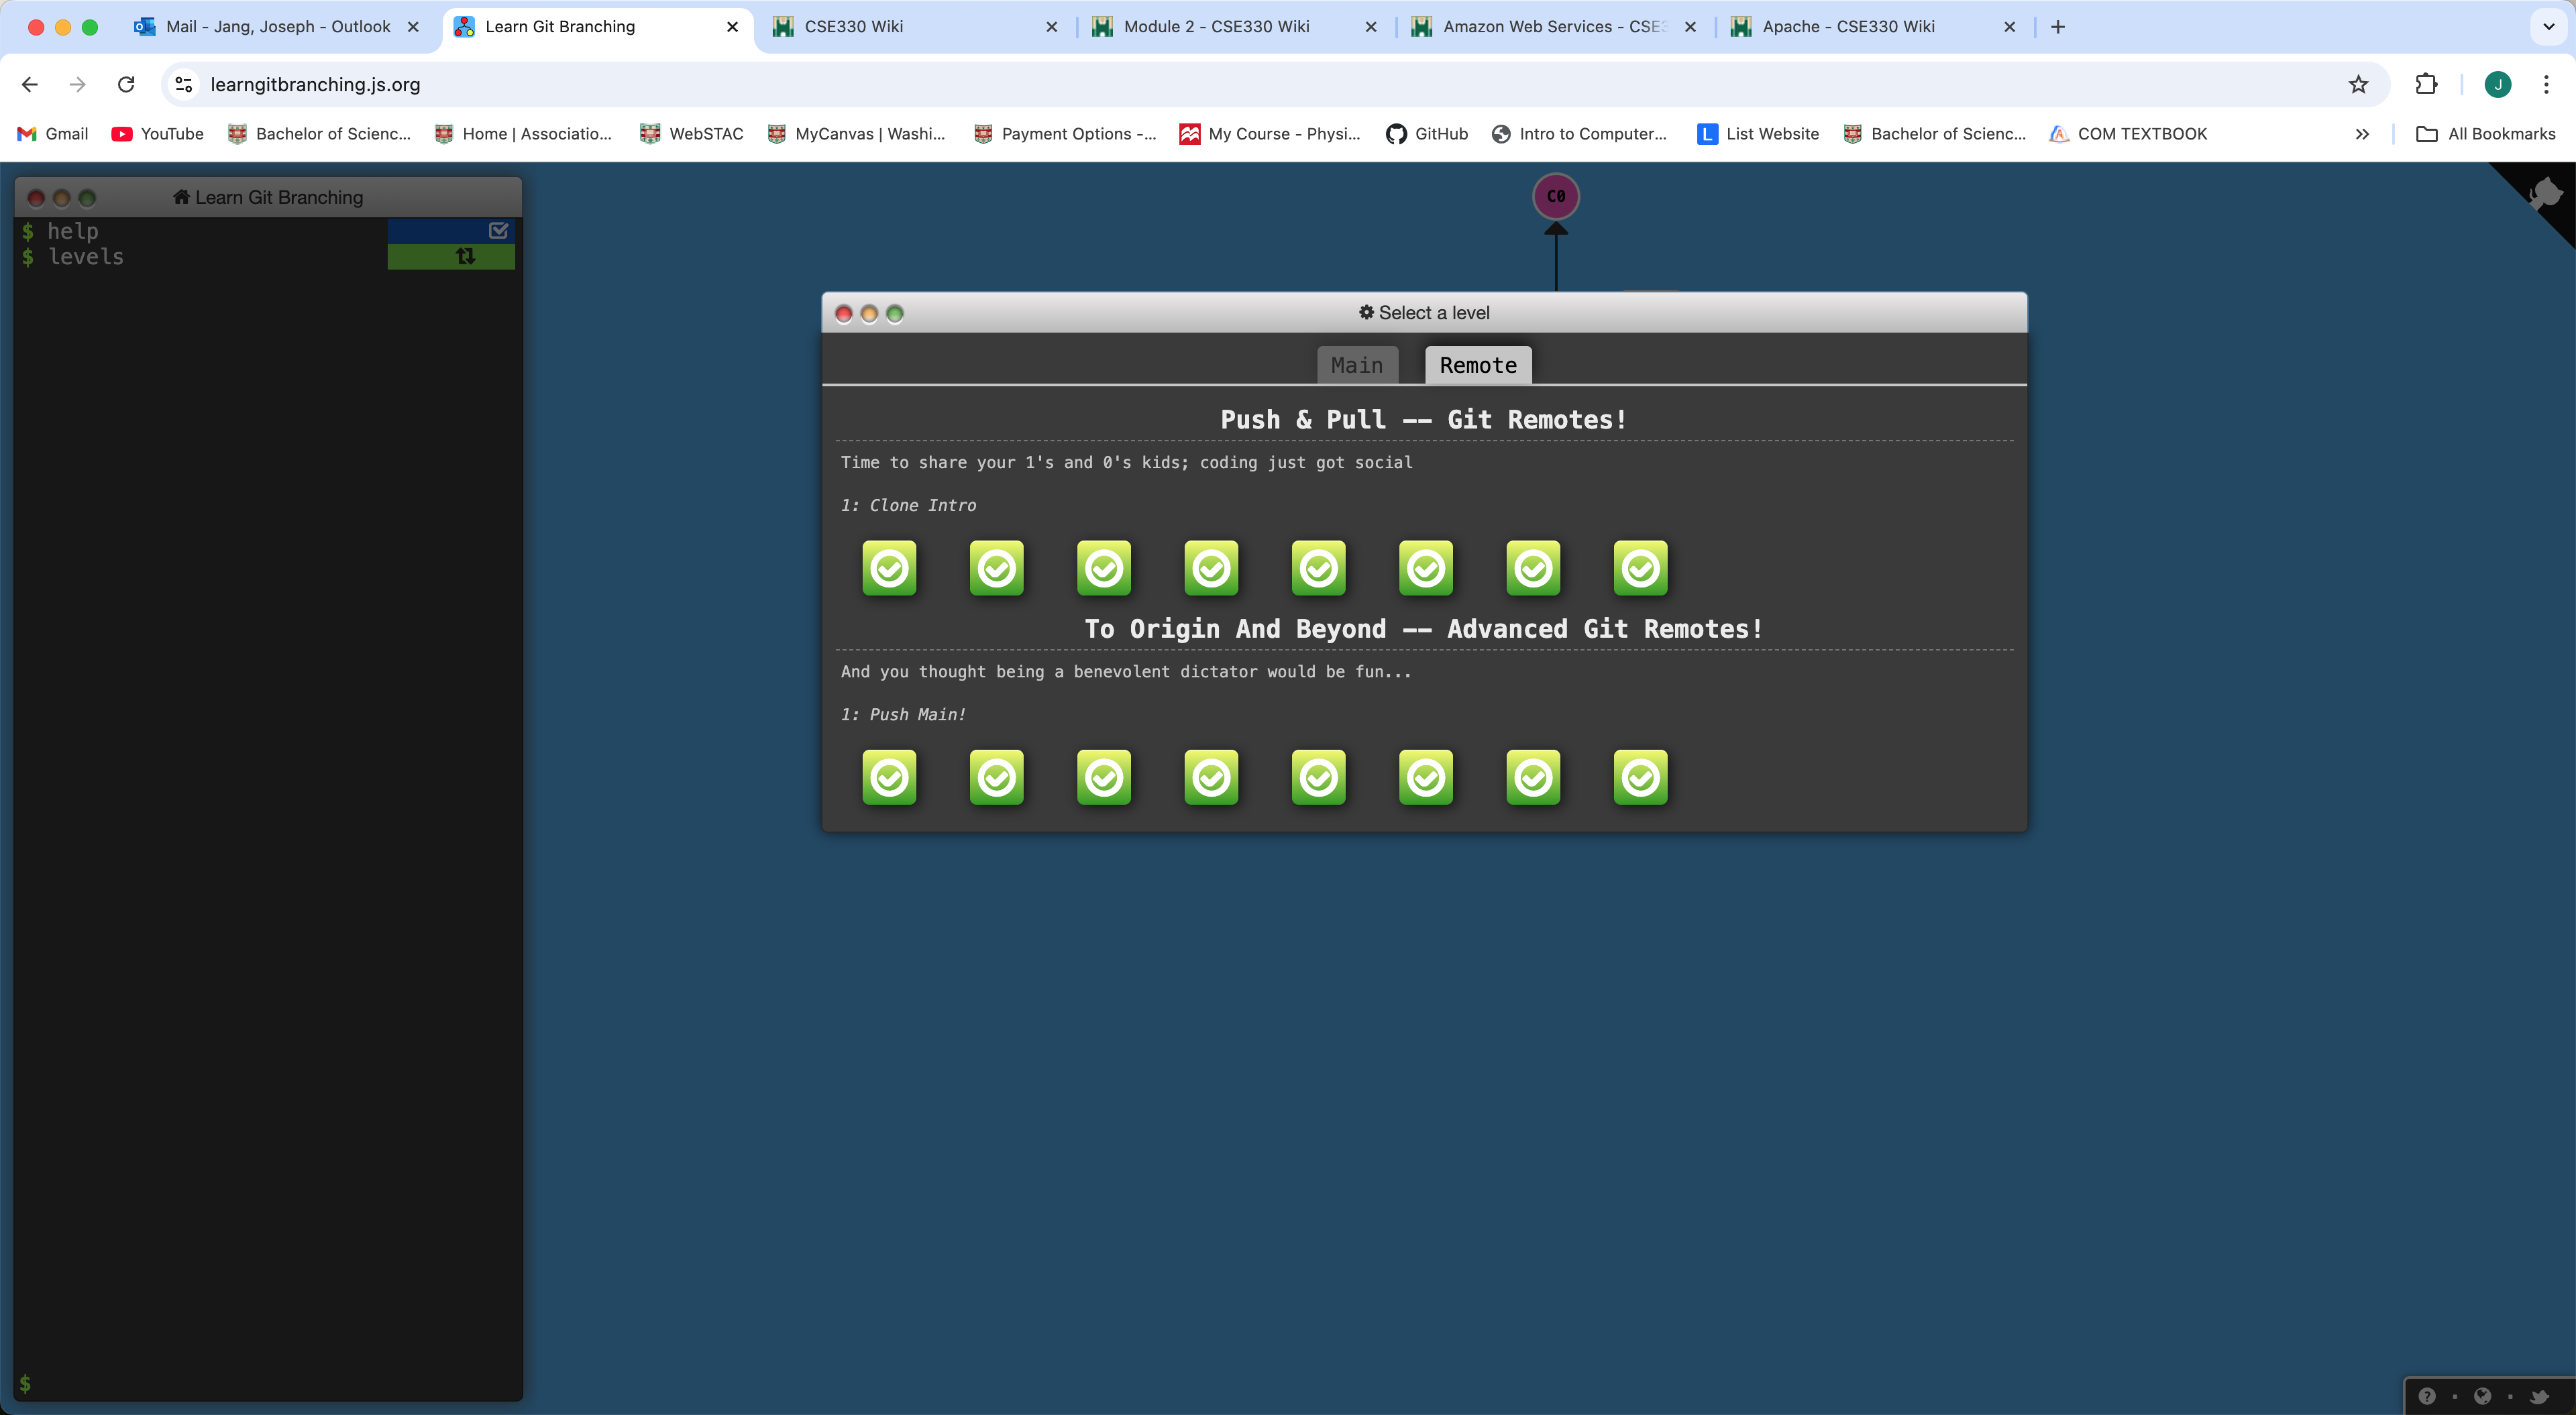 Mail - Jang, Joseph - Outlook
Learn Git Branching
CSE330 Wiki
Module 2 - CSE330 Wiki
Amazon Web Services - CSE3
Apache - CSE330 Wiki
learngitbranching.js.org
J
Gmail
YouTube
Bachelor of Scienc...
Home | Associatio...
WebSTAC
MyCanvas | Washi...
Payment Options -...
My Course - Physi...
GitHub
Intro to Computer...
L List Website
Bachelor of Scienc...
COM TEXTBOOK
All Bookmarks
Learn Git Branching
$ help
$ levels
$
C0
Select a level
Main
Remote
Push & Pull -- Git Remotes!
Time to share your 1's and 0's kids; coding just got social
1: Clone Intro
To Origin And Beyond -- Advanced Git Remotes!
And you thought being a benevolent dictator would be fun...
1: Push Main!